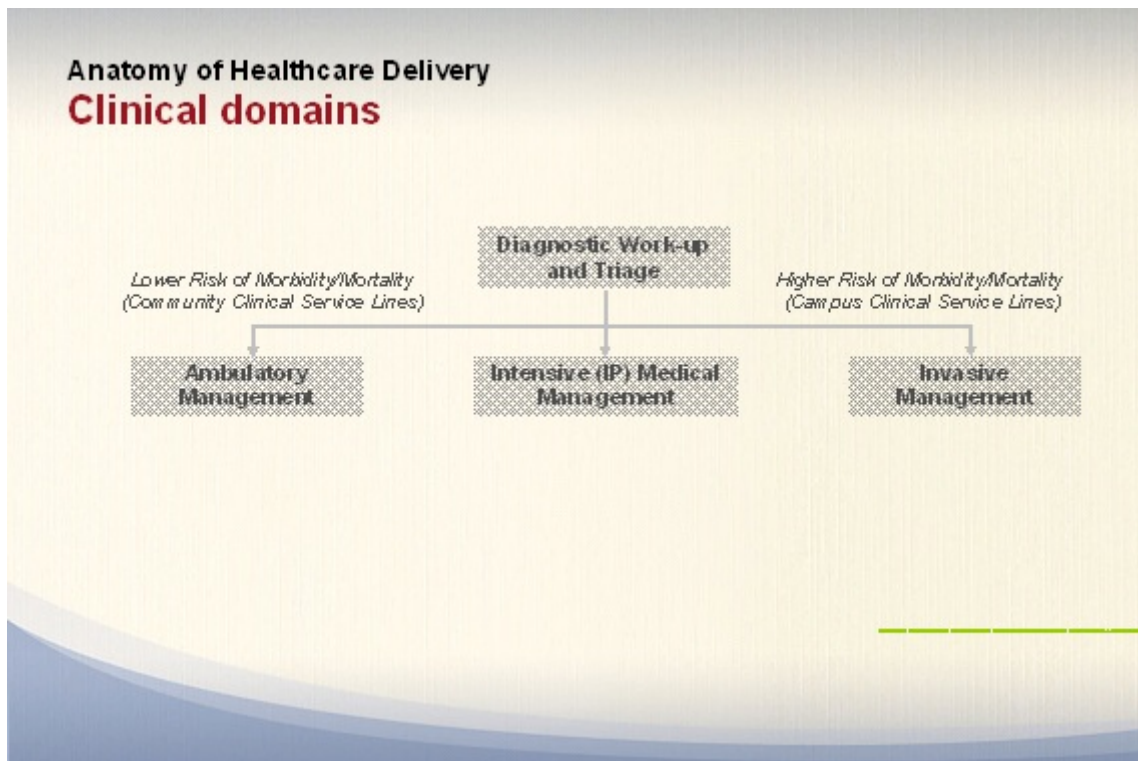 Anatomy of Healthcare Delivery
Clinical domains
Diagnostic Work-up
and Triage
Lower Risk of Morbidity/Mortality
(Community Clinical Service Lines)
Higher Risk of Morbidity/Mortality
(Campus Clinical Service Lines)
Ambulatory
Management
Intensive (IP) Medical
Management
Invasive
Management